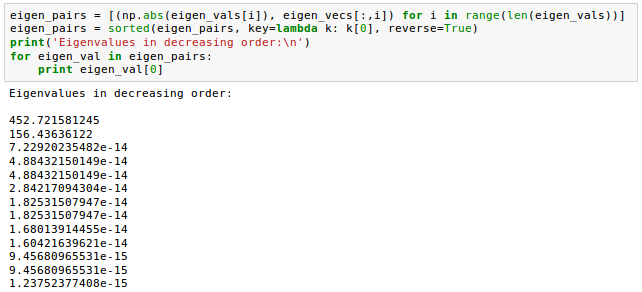 eigen_pairs = [(np.abs(eigen_vals[i]), eigen_vecs[:,i]) for i in range(len(eigen_vals))]
eigen_pairs = sorted(eigen_pairs, key=lambda k: k[0], reverse=True)
print('Eigenvalues in decreasing order:\n')
for eigen_val in eigen_pairs:
    print eigen_val[0]
Eigenvalues in decreasing order:
452.721581245
156.43636122
7.22920235482e-14
4.88432150149e-14
4.88432150149e-14
2.84217094304e-14
1.82531507947e-14
1.82531507947e-14
1.68013914455e-14
1.60421639621e-14
9.45680965531e-15
9.45680965531e-15
1.23752377408e-15